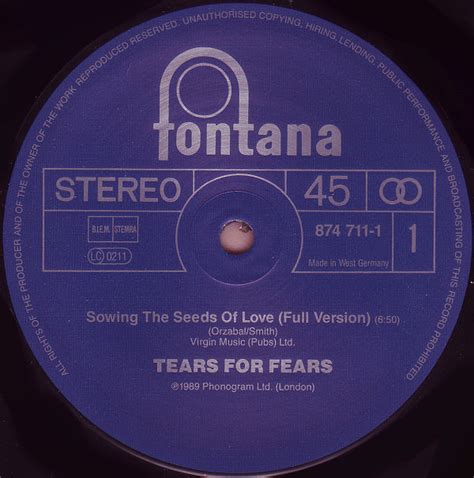 ALL RIGHTS OF THE PRODUCER AND OF THE OWNER OF THE WORK REPRODUCED RESERVED. UNAUTHORISED COPYING, HIRING, LENDING, PUBLIC PERFORMANCE AND BROADCASTING OF THIS RECORD PROHIBITED
fontana
STEREO 45
B.I.E.M. STEMRA 874 711-1 1
LC 0211 Made in West Germany
Sowing The Seeds Of Love (Full Version) (6:50)
(Orzabal/Smith)
Virgin Music (Pubs) Ltd.
TEARS FOR FEARS
℗1989 Phonogram Ltd. (London)